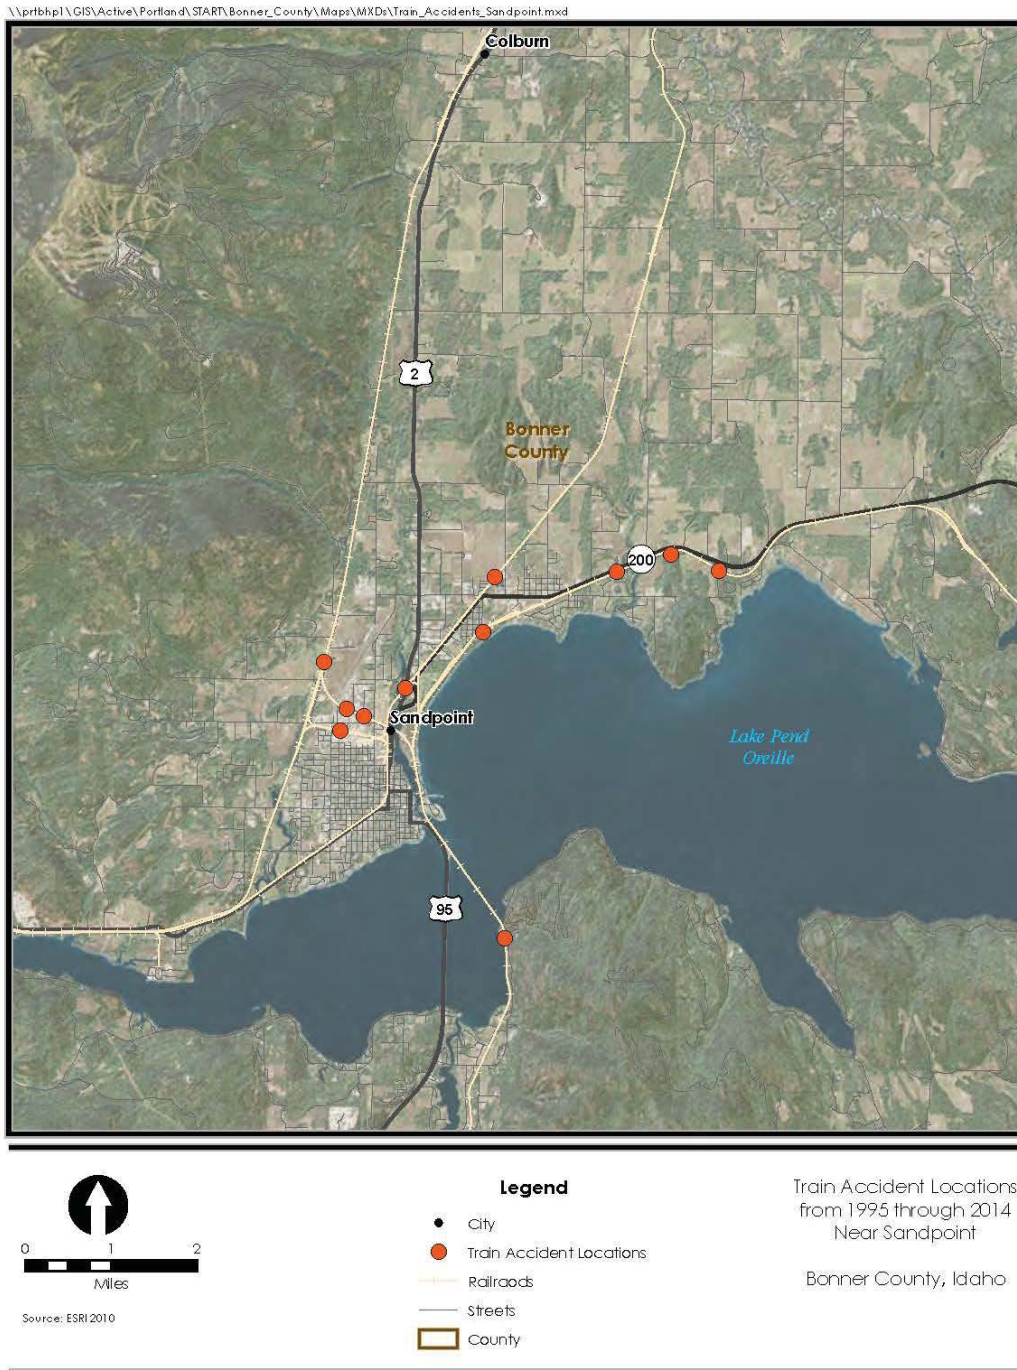 \\prtbhp1\GIS\Active\Portland\START\Bonner_County\Maps\MXDs\Train_Accidents_Sandpoint.mxd
Colburn
2
Bonner
County
200
Sandpoint
Lake Pend
Oreille
95
0 1 2
Miles
Source: ESRI 2010
Legend
City
Train Accident Locations
Railraods
Streets
County
Train Accident Locations
from 1995 through 2014
Near Sandpoint
Bonner County, Idaho